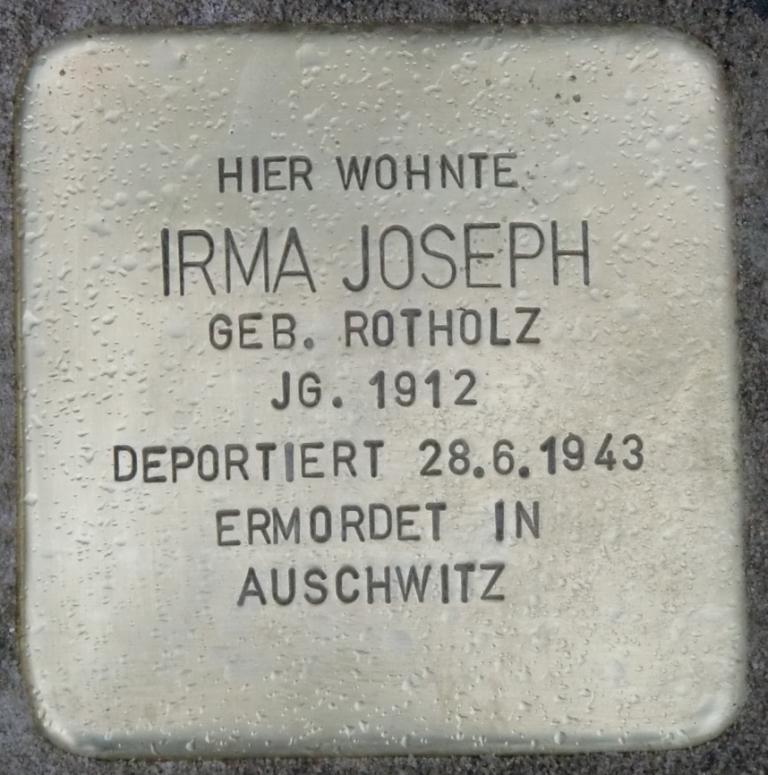 HIER WOHNTE
IRMA JOSEPH
GEB. ROTHOLZ
JG. 1912
DEPORTIERT 28.6.1943
ERMORDET IN
AUSCHWITZ